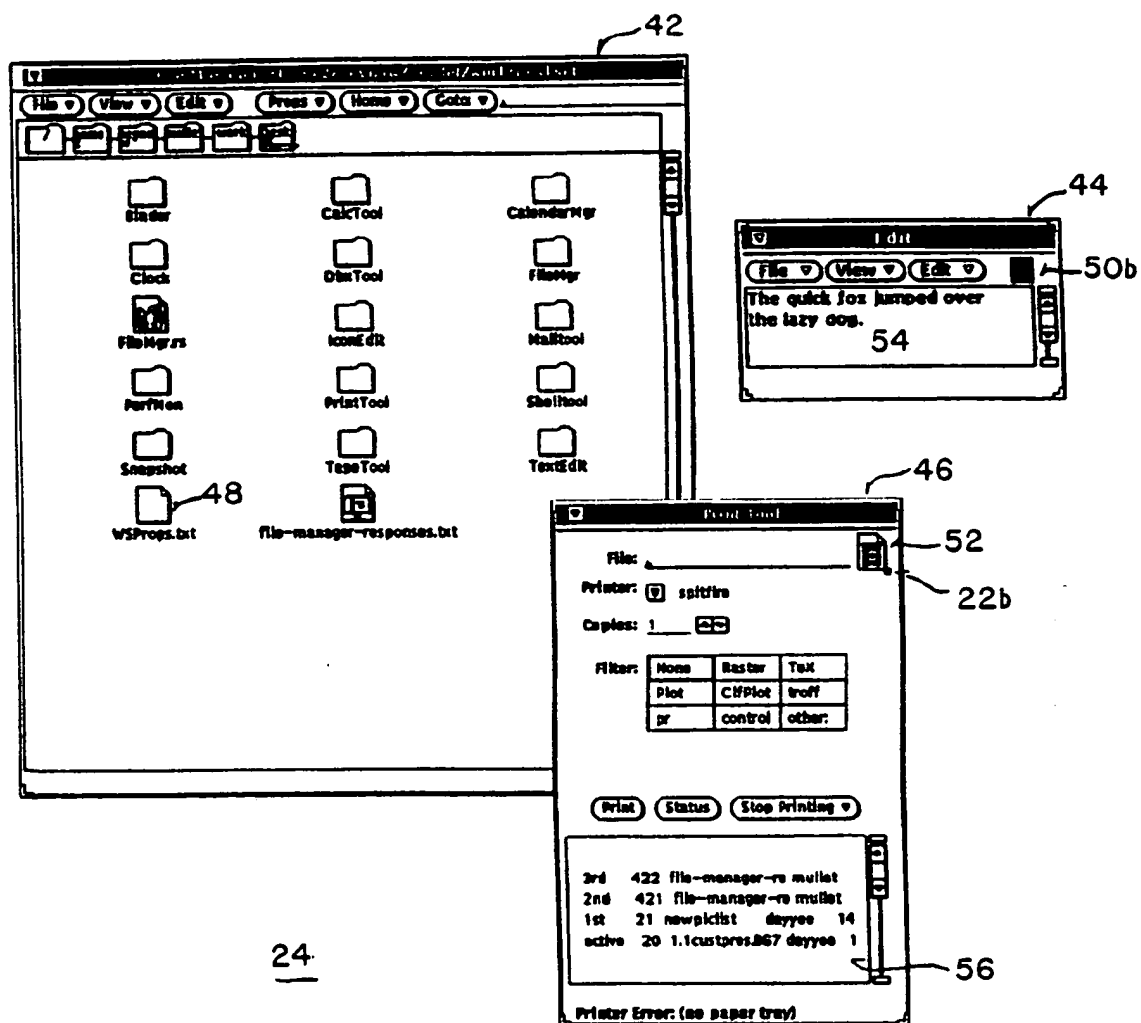 42
File View Edit Props Home Goto
Binder CalcTool CalendarMgr
Clock DbxTool FileMgr
FileMgr.rs IconEdit Mailtool
PerfMon PrintTool Shelltool
Snapshot TapeTool TextEdit
48
WSProps.txt file-manager-responses.txt
44
Edit
File View Edit
50b
The quick fox jumped over
the lazy dog.
54
46
Print Tool
File:
52
22b
Printer: spitfire
Copies: 1
Filter: None Raster TeX
Plot CifPlot troff
pr control other:
Print Status Stop Printing
3rd 422 file-manager-re mullet
2nd 421 file-manager-re mullet
1st 21 newpiclist dayyee 14
active 20 1.1custpres.867 dayyee 1
56
Printer Error: (no paper tray)
24